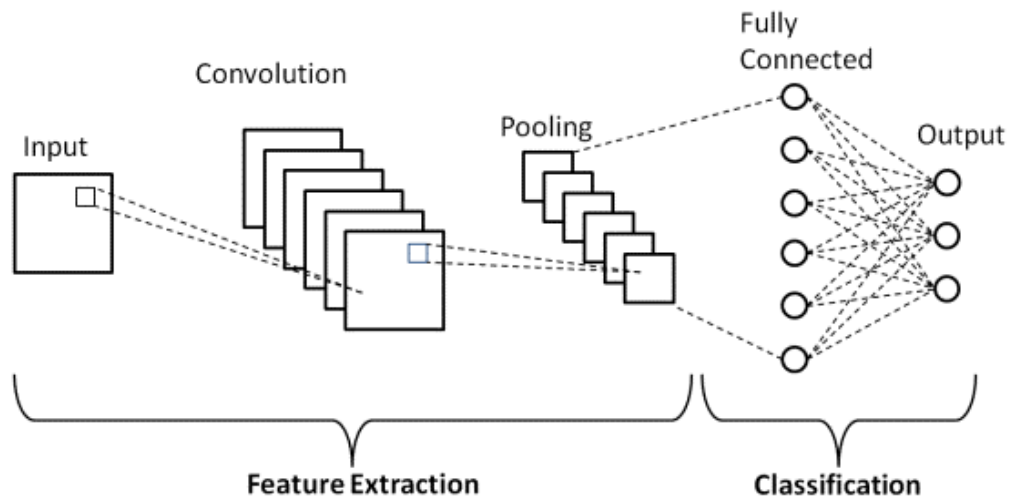 Input
Convolution
Pooling
Fully
Connected
Output
Feature Extraction
Classification